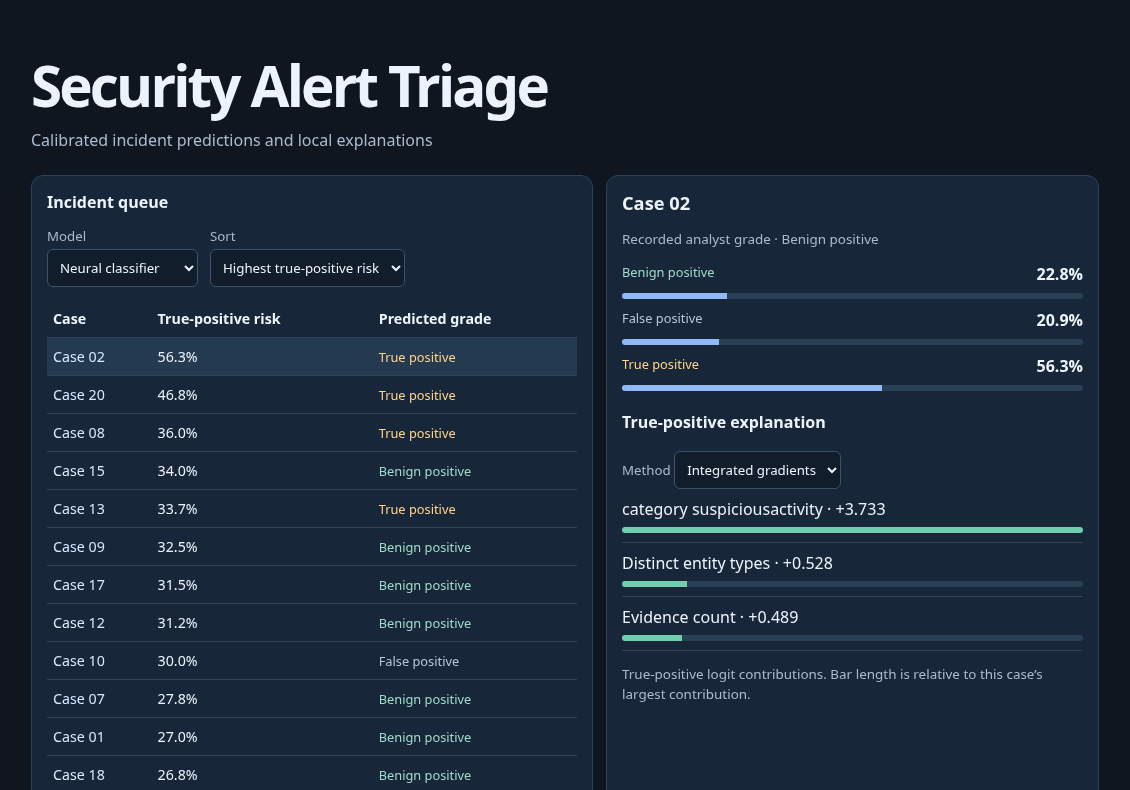 Security Alert Triage
Calibrated incident predictions and local explanations
Incident queue
Model
Sort
Neural classifier
Highest true-positive risk
Case True-positive risk Predicted grade
Case 02 56.3% True positive
Case 20 46.8% True positive
Case 08 36.0% True positive
Case 15 34.0% Benign positive
Case 13 33.7% True positive
Case 09 32.5% Benign positive
Case 17 31.5% Benign positive
Case 12 31.2% Benign positive
Case 10 30.0% False positive
Case 07 27.8% Benign positive
Case 01 27.0% Benign positive
Case 18 26.8% Benign positive
Case 02
Recorded analyst grade · Benign positive
Benign positive 22.8%
False positive 20.9%
True positive 56.3%
True-positive explanation
Method Integrated gradients
category suspiciousactivity · +3.733
Distinct entity types · +0.528
Evidence count · +0.489
True-positive logit contributions. Bar length is relative to this case’s
largest contribution.